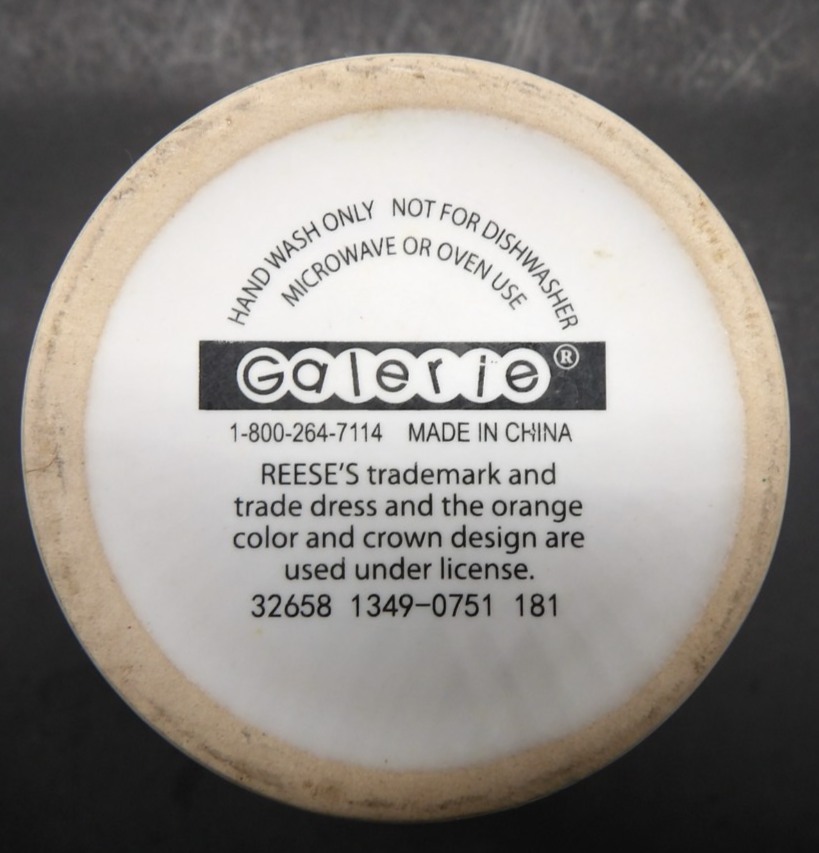 HAND WASH ONLY NOT FOR DISHWASHER
MICROWAVE OR OVEN USE
Galerie®
1-800-264-7114 MADE IN CHINA
REESE'S trademark and
trade dress and the orange
color and crown design are
used under license.
32658 1349-0751 181